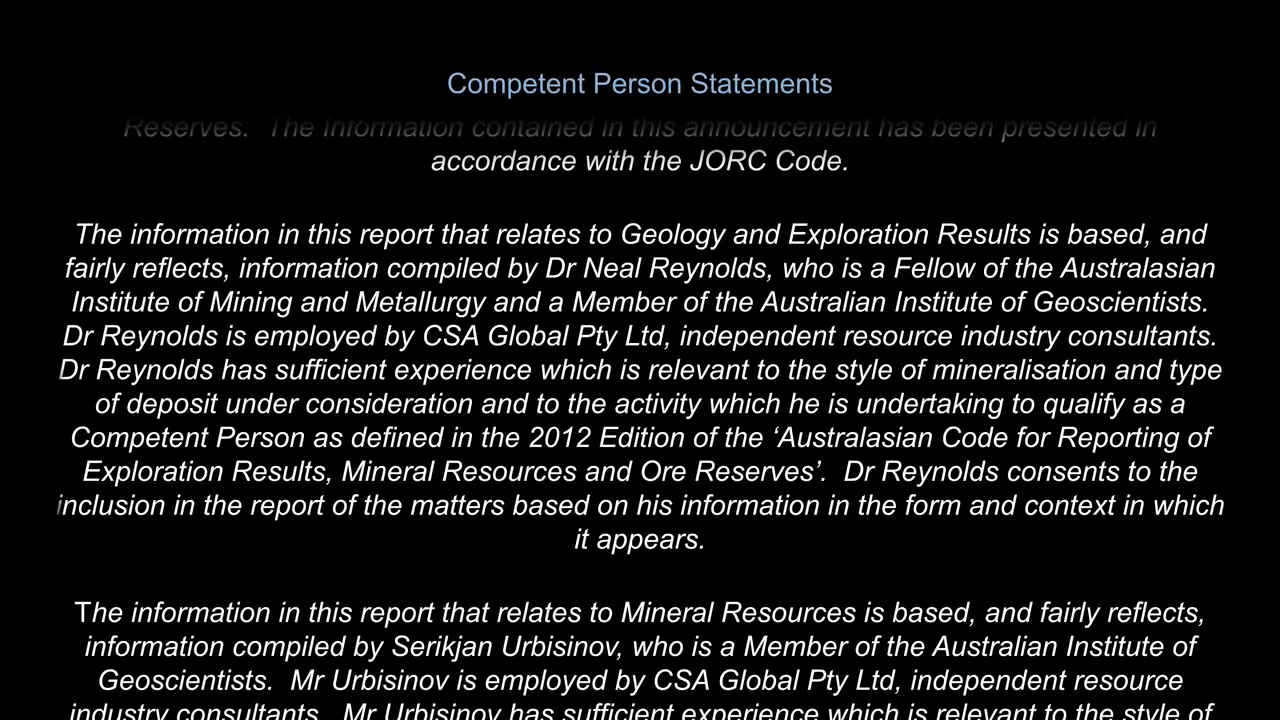 Competent Person Statements
Reserves.  The information contained in this announcement has been presented in
accordance with the JORC Code.
The information in this report that relates to Geology and Exploration Results is based, and
fairly reflects, information compiled by Dr Neal Reynolds, who is a Fellow of the Australasian
Institute of Mining and Metallurgy and a Member of the Australian Institute of Geoscientists.
Dr Reynolds is employed by CSA Global Pty Ltd, independent resource industry consultants.
Dr Reynolds has sufficient experience which is relevant to the style of mineralisation and type
of deposit under consideration and to the activity which he is undertaking to qualify as a
Competent Person as defined in the 2012 Edition of the ‘Australasian Code for Reporting of
Exploration Results, Mineral Resources and Ore Reserves’.  Dr Reynolds consents to the
inclusion in the report of the matters based on his information in the form and context in which
it appears.
The information in this report that relates to Mineral Resources is based, and fairly reflects,
information compiled by Serikjan Urbisinov, who is a Member of the Australian Institute of
Geoscientists.  Mr Urbisinov is employed by CSA Global Pty Ltd, independent resource
industry consultants.  Mr Urbisinov has sufficient experience which is relevant to the style of